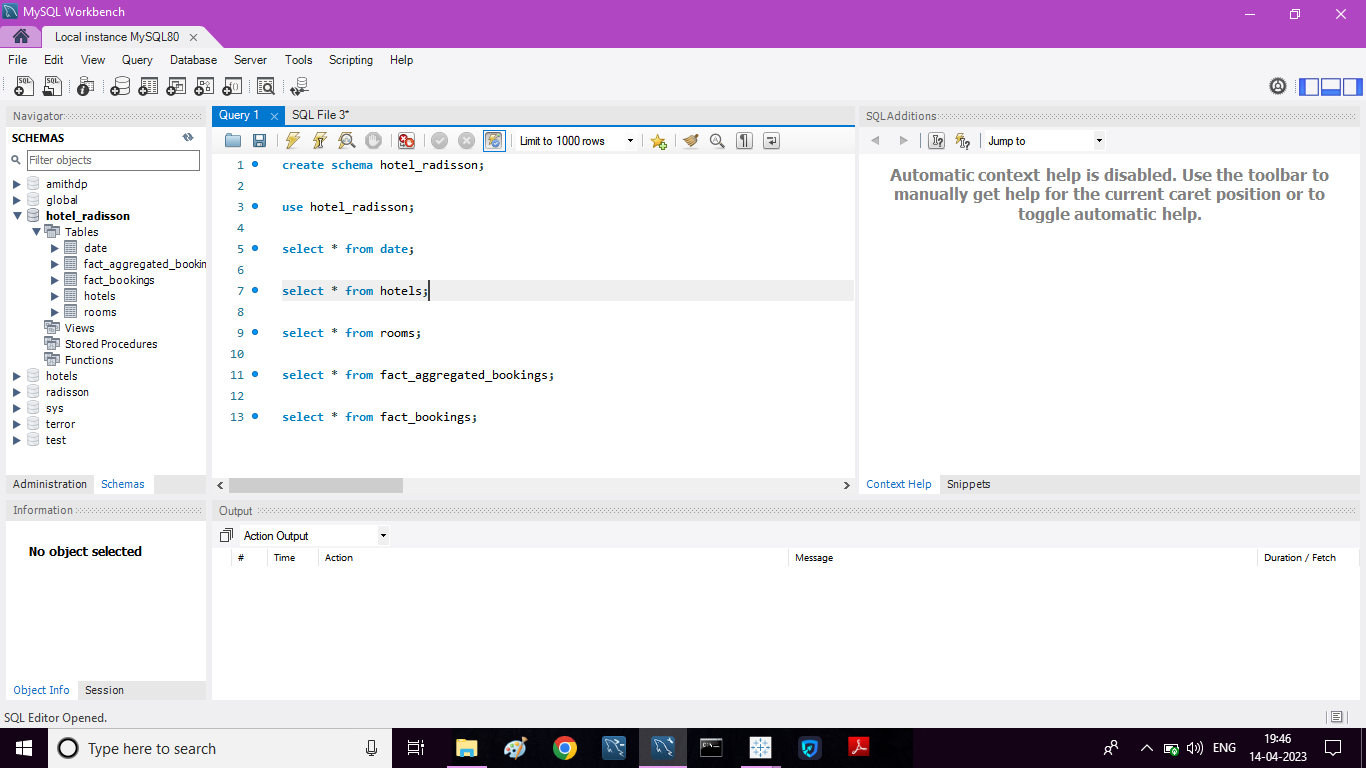 MySQL Workbench
Local instance MySQL80
File Edit View Query Database Server Tools Scripting Help
Navigator
SCHEMAS
Filter objects
amithdp
global
hotel_radisson
Tables
date
fact_aggregated_bookin
fact_bookings
hotels
rooms
Views
Stored Procedures
Functions
hotels
radisson
sys
terror
test
Administration Schemas
Information
No object selected
Object Info Session
Query 1 SQL File 3*
Limit to 1000 rows
1 create schema hotel_radisson;
2
3 use hotel_radisson;
4
5 select * from date;
6
7 select * from hotels;
8
9 select * from rooms;
10
11 select * from fact_aggregated_bookings;
12
13 select * from fact_bookings;
SQLAdditions
Jump to
Automatic context help is disabled. Use the toolbar to
manually get help for the current caret position or to
toggle automatic help.
Context Help Snippets
Output
Action Output
# Time Action Message Duration / Fetch
SQL Editor Opened.
Type here to search
ENG
19:46
14-04-2023